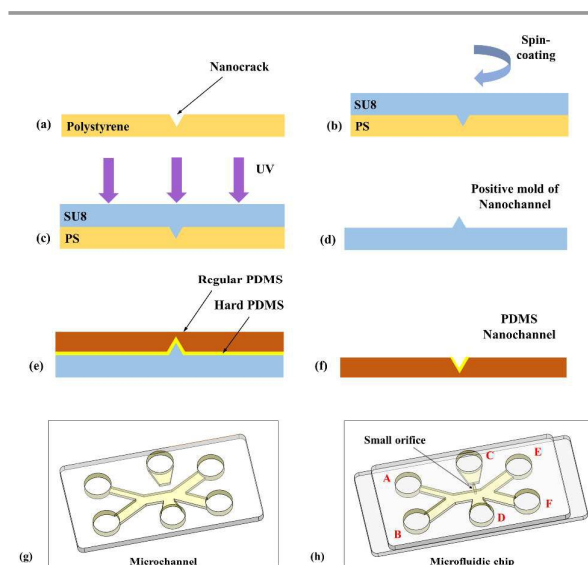 Nanocrack
(a)
Polystyrene
Spin-
coating
SU8
(b)
PS
UV
SU8
(c)
PS
Positive mold of
Nanochannel
(d)
Regular PDMS
Hard PDMS
(e)
PDMS
Nanochannel
(f)
(g)
Microchannel
Small orifice
C
E
A
F
B
D
(h)
Microfluidic chip